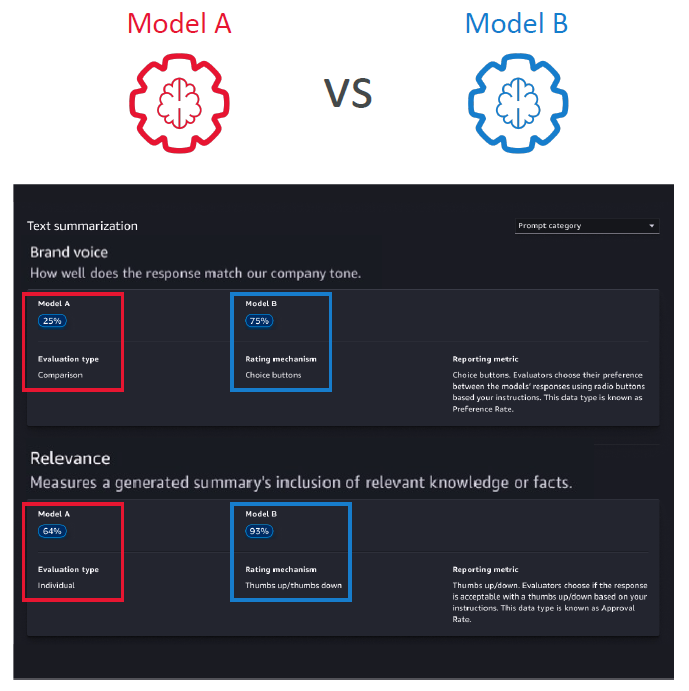 Model A
VS
Model B
Text summarization
Prompt category
Brand voice
How well does the response match our company tone.
Model A
Model B
25%
75%
Evaluation type
Rating mechanism
Reporting metric
Comparison
Choice buttons
Choice buttons. Evaluators choose their preference
between the models' responses using radio buttons
based your instructions. This data type is known as
Preference Rate.
Relevance
Measures a generated summary's inclusion of relevant knowledge or facts.
Model A
Model B
64%
93%
Evaluation type
Rating mechanism
Reporting metric
Individual
Thumbs up/thumbs down
Thumbs up/down. Evaluators choose if the response
is acceptable with a thumbs up/down based on your
instructions. This data type is known as Approval
Rate.